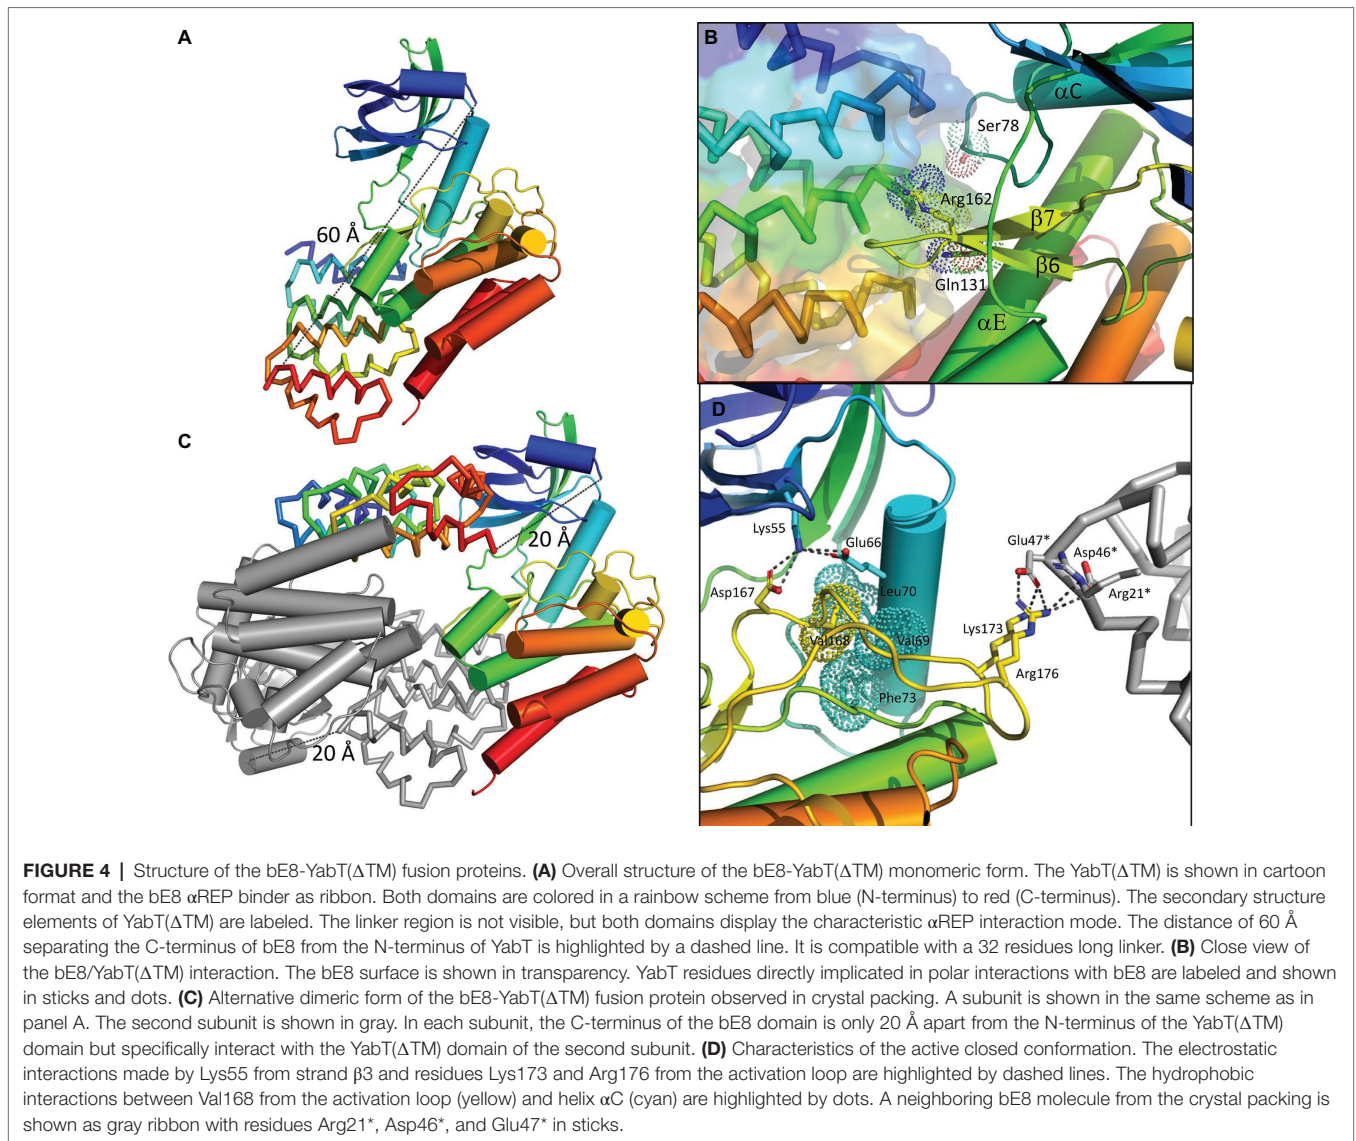 A
60 Å
B
αC
Ser78
Arg162
β7
β6
Gln131
αE
C
20 Å
20 Å
D
Lys55
Glu66
Asp167
Leu70
Val168
Val69
Phe73
Glu47*
Asp46*
Arg21*
Lys173
Arg176
FIGURE 4 | Structure of the bE8-YabT(ΔTM) fusion proteins. (A) Overall structure of the bE8-YabT(ΔTM) monomeric form. The YabT(ΔTM) is shown in cartoon
format and the bE8 αREP binder as ribbon. Both domains are colored in a rainbow scheme from blue (N-terminus) to red (C-terminus). The secondary structure
elements of YabT(ΔTM) are labeled. The linker region is not visible, but both domains display the characteristic αREP interaction mode. The distance of 60 Å
separating the C-terminus of bE8 from the N-terminus of YabT is highlighted by a dashed line. It is compatible with a 32 residues long linker. (B) Close view of
the bE8/YabT(ΔTM) interaction. The bE8 surface is shown in transparency. YabT residues directly implicated in polar interactions with bE8 are labeled and shown
in sticks and dots. (C) Alternative dimeric form of the bE8-YabT(ΔTM) fusion protein observed in crystal packing. A subunit is shown in the same scheme as in
panel A. The second subunit is shown in gray. In each subunit, the C-terminus of the bE8 domain is only 20 Å apart from the N-terminus of the YabT(ΔTM)
domain but specifically interact with the YabT(ΔTM) domain of the second subunit. (D) Characteristics of the active closed conformation. The electrostatic
interactions made by Lys55 from strand β3 and residues Lys173 and Arg176 from the activation loop are highlighted by dashed lines. The hydrophobic
interactions between Val168 from the activation loop (yellow) and helix αC (cyan) are highlighted by dots. A neighboring bE8 molecule from the crystal packing is
shown as gray ribbon with residues Arg21*, Asp46*, and Glu47* in sticks.